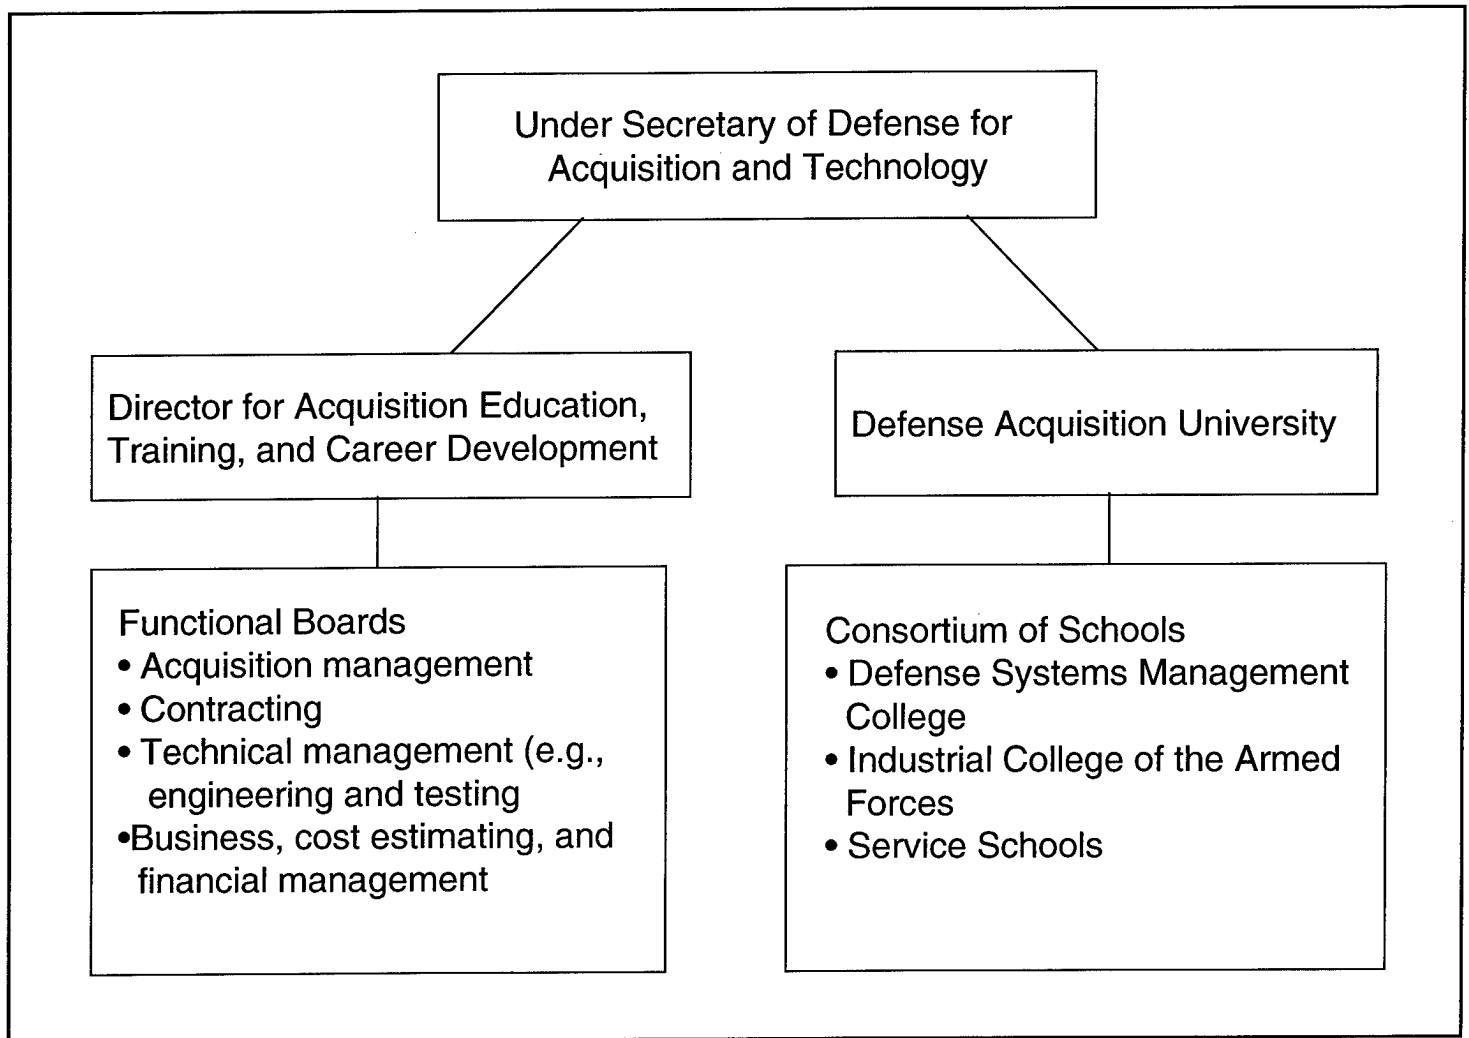 Under Secretary of Defense for
Acquisition and Technology
Director for Acquisition Education,
Training, and Career Development
Defense Acquisition University
Functional Boards
• Acquisition management
• Contracting
• Technical management (e.g.,
engineering and testing
•Business, cost estimating, and
financial management
Consortium of Schools
• Defense Systems Management
College
• Industrial College of the Armed
Forces
• Service Schools